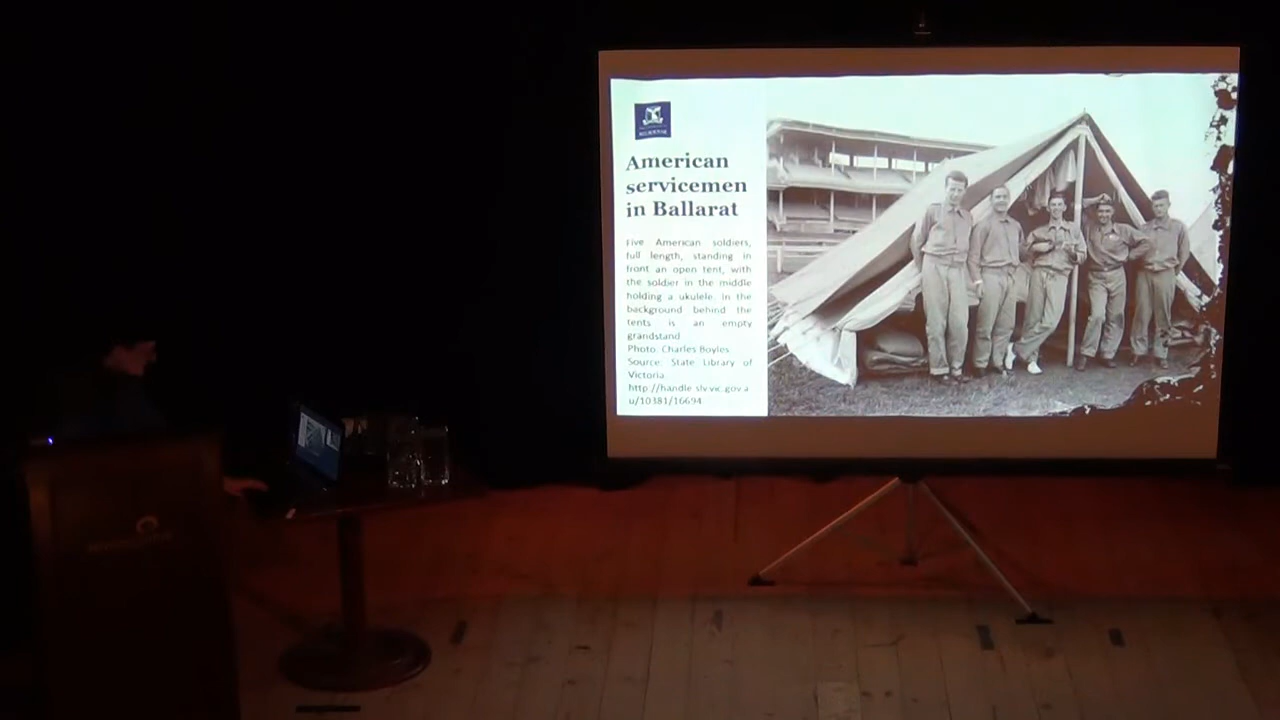 MELBOURNE
American
servicemen
in Ballarat
Five American soldiers,
full length, standing in
front an open tent, with
the soldier in the middle
holding a ukulele. In the
background behind the
tents is an empty
grandstand
Photo: Charles Boyles
Source: State Library of
Victoria.
http://handle.slv.vic.gov.a
u/10381/16694